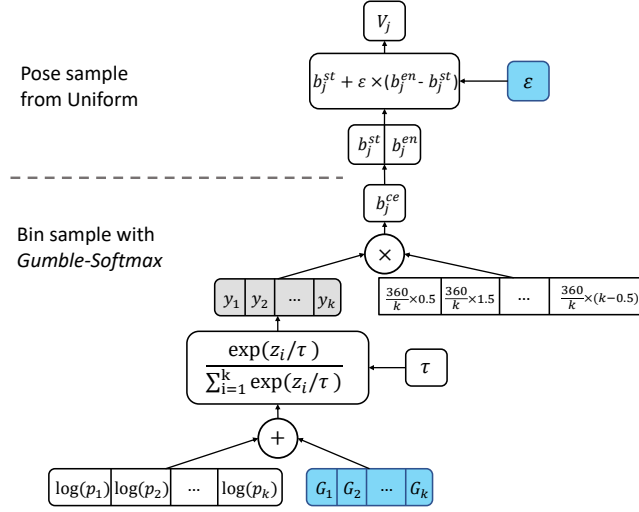 V_j
Pose sample
from Uniform
b_j^{st} + ε ×(b_j^{en} - b_j^{st})
ε
b_j^{st} b_j^{en}
b_j^{ce}
Bin sample with
Gumble-Softmax
×
y_1 y_2 ... y_k
360/k ×0.5 360/k ×1.5 ... 360/k ×(k−0.5)
exp(z_i/τ)
∑_{i=1}^{k} exp(z_i/τ)
τ
+
log(p_1) log(p_2) ... log(p_k)
G_1 G_2 ... G_k